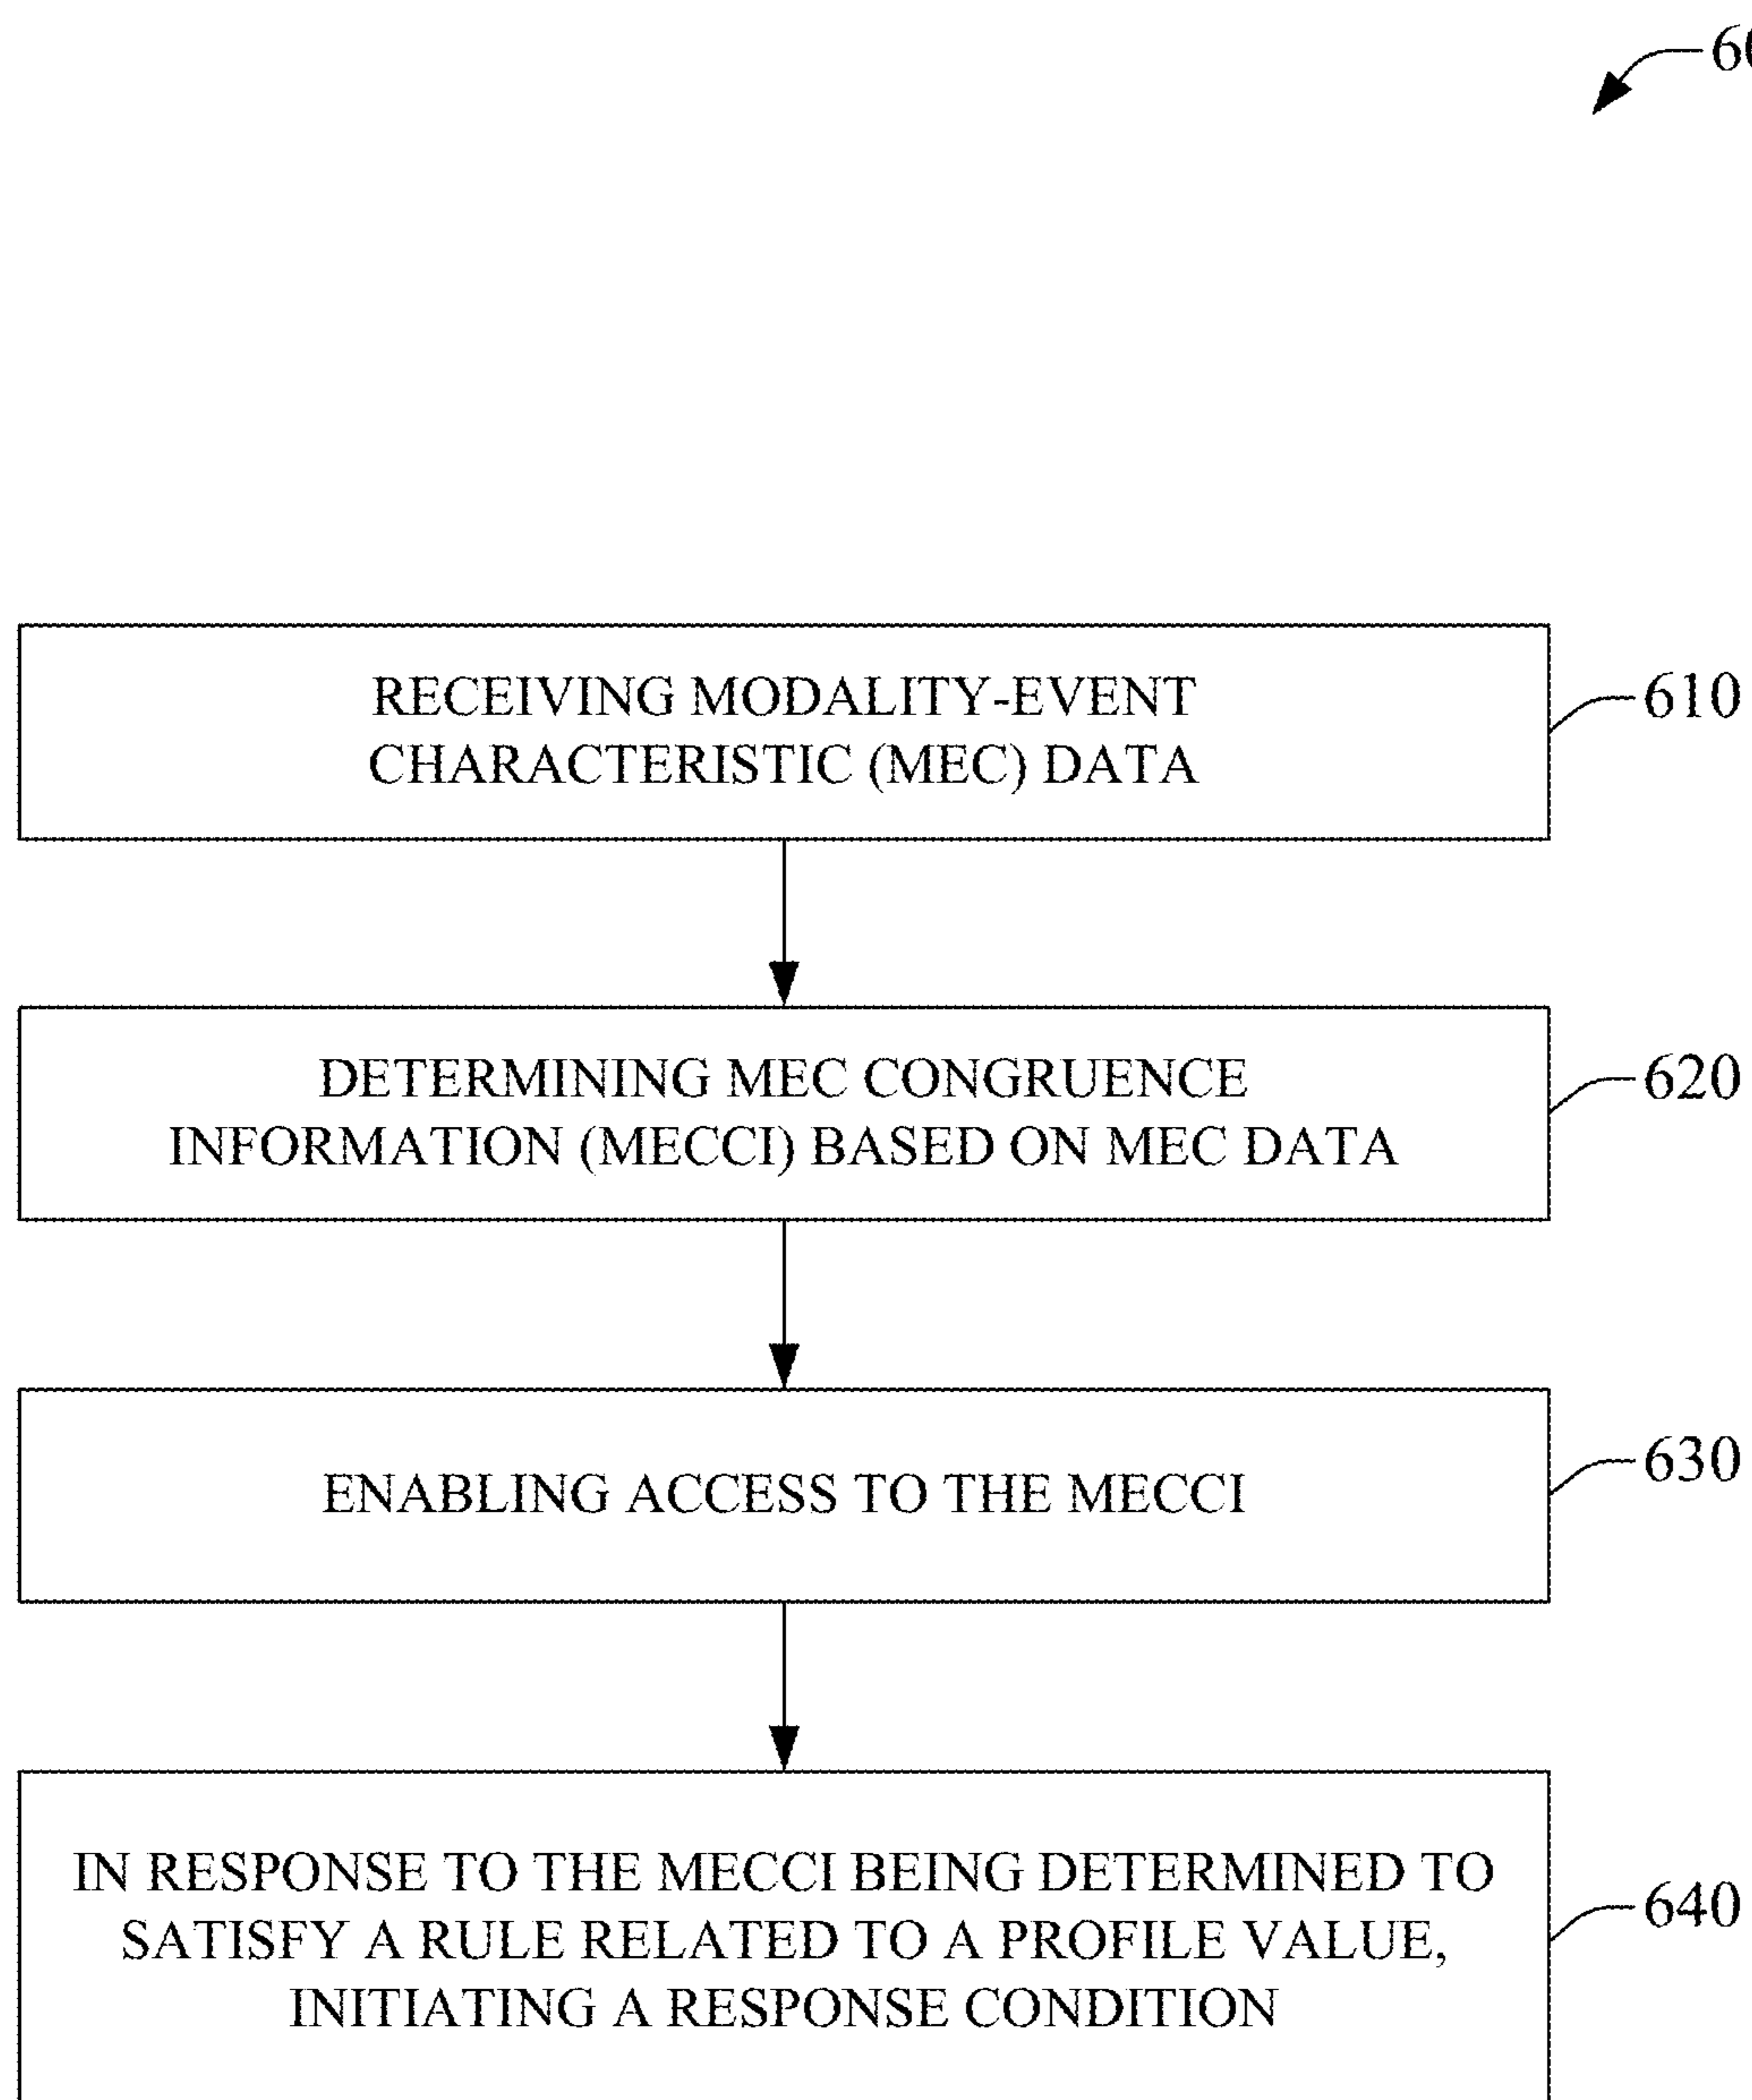 RECEIVING MODALITY-EVENT
CHARACTERISTIC (MEC) DATA
610
DETERMINING MEC CONGRUENCE
INFORMATION (MECCI) BASED ON MEC DATA
620
ENABLING ACCESS TO THE MECCI
630
IN RESPONSE TO THE MECCI BEING DETERMINED TO
SATISFY A RULE RELATED TO A PROFILE VALUE,
INITIATING A RESPONSE CONDITION
640